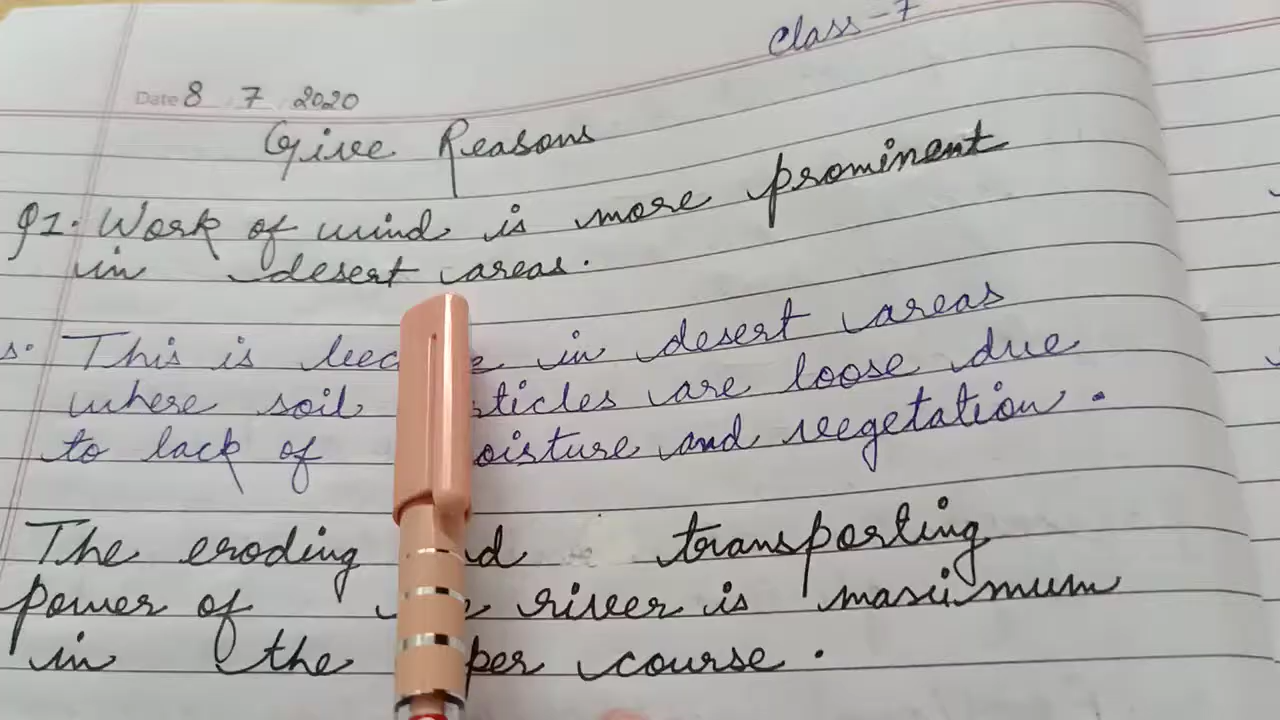 Class-7
Date 8 7 2020
Give Reasons
Q1. Work of wind is more prominent
in desert areas.
s. This is in desert areas
where soil are loose due
to lack of and vegetation.
The eroding transporting
power of river is maximum
in the course.